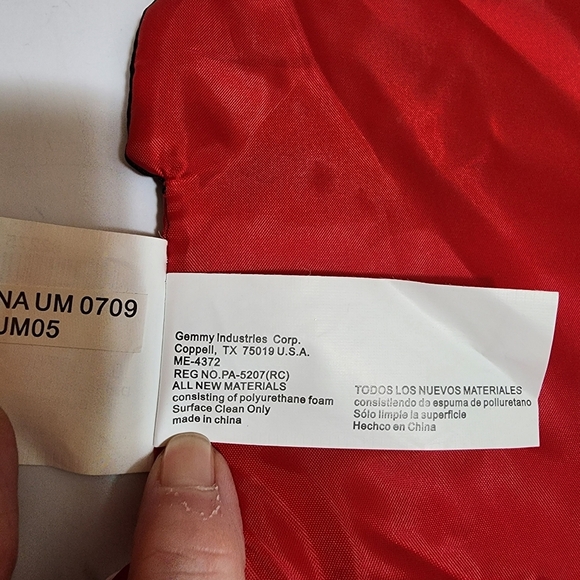 NA UM 0709
UM05
Gemmy Industries Corp.
Coppell, TX 75019 U.S.A.
ME-4372
REG NO.PA-5207(RC)
ALL NEW MATERIALS
consisting of polyurethane foam
Surface Clean Only
made in china
TODOS LOS NUEVOS MATERIALES
consistiendo de espuma de poliuretano
Sólo limpie la superficie
Hechco en China